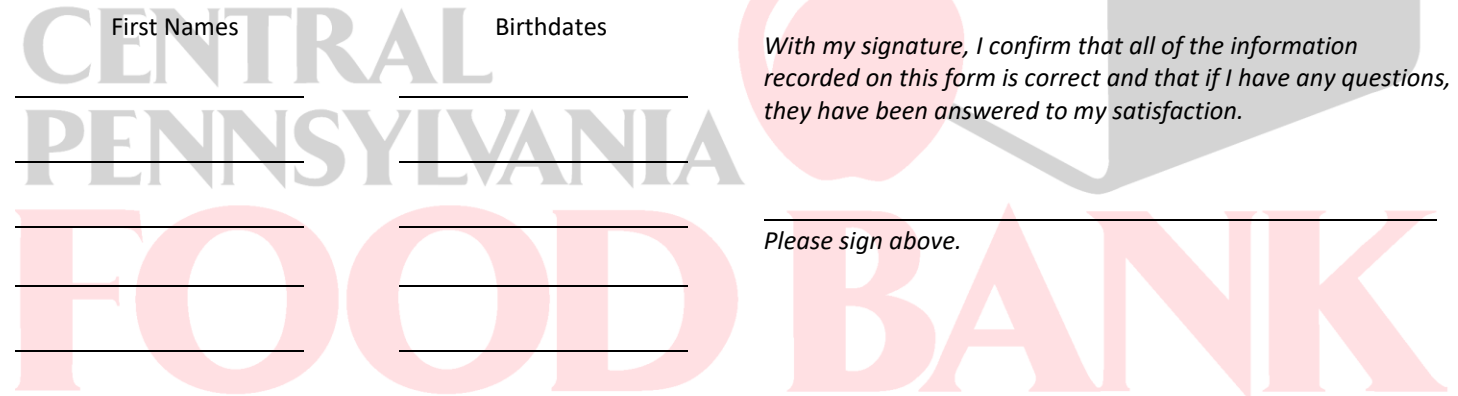 First Names
Birthdates
With my signature, I confirm that all of the information
recorded on this form is correct and that if I have any questions,
they have been answered to my satisfaction.
Please sign above.
CENTRAL
PENNSYLVANIA
FOOD BANK